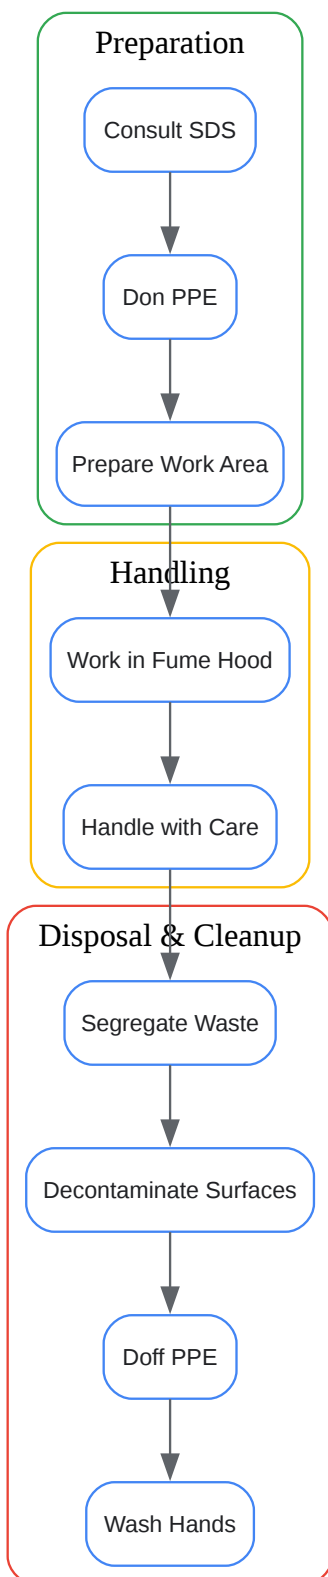 Preparation
Consult SDS
Don PPE
Prepare Work Area
Handling
Work in Fume Hood
Handle with Care
Disposal & Cleanup
Segregate Waste
Decontaminate Surfaces
Doff PPE
Wash Hands